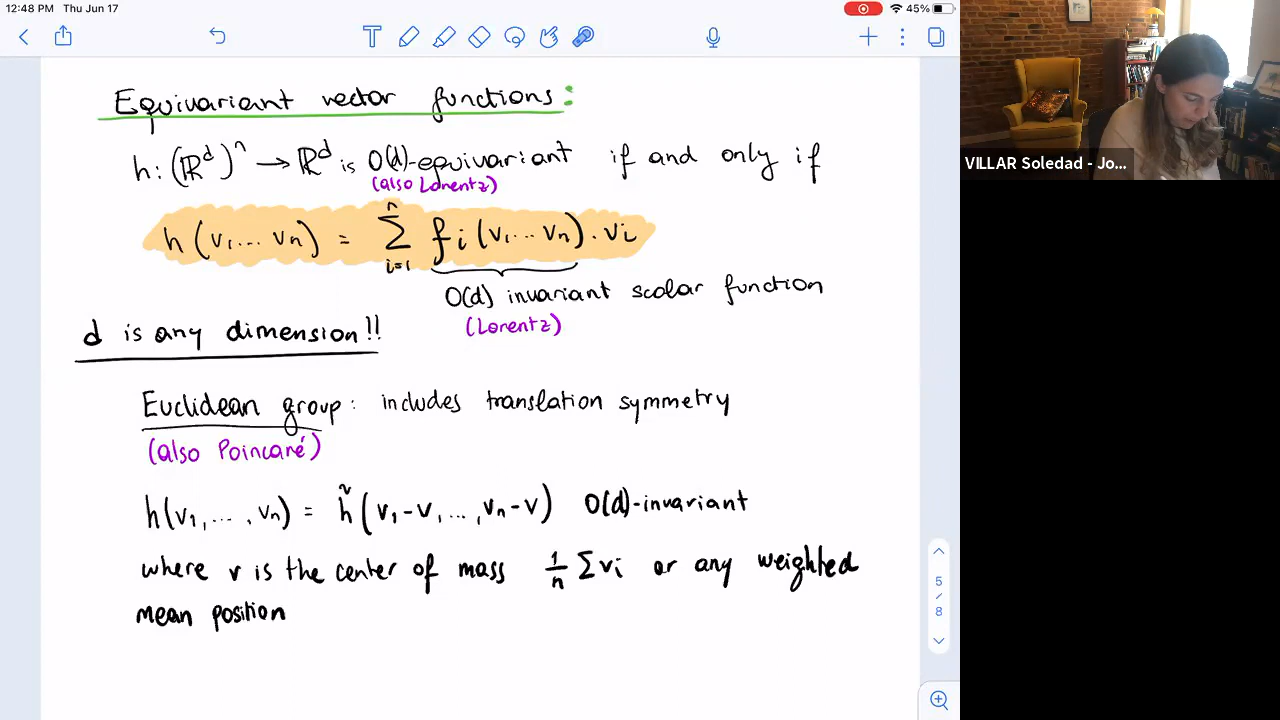 12:48 PM Thu Jun 17
45%
Equivariant vector functions:
h: (ℝᵈ)ⁿ → ℝᵈ is O(d)-equivariant if and only if
(also Lorentz)
h(v₁... vₙ) = ∑ᵢ₌₁ⁿ fᵢ(v₁... vₙ) · vᵢ
O(d) invariant scalar function
(Lorentz)
d is any dimension!!
Euclidean group: includes translation symmetry
(also Poincaré)
h(v₁, ..., vₙ) = h̃(v₁-v, ..., vₙ-v) O(d)-invariant
where v is the center of mass 1/n ∑vᵢ or any weighted
mean position
5
/
8
VILLAR Soledad - Jo...